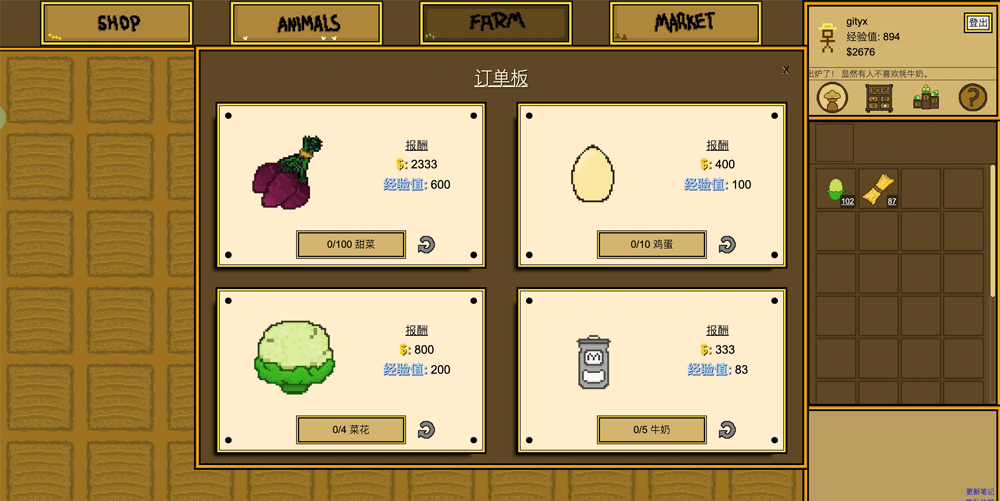 SHOP
ANIMALS
FARM
MARKET
gityx
登出
经验值: 894
$2676
出炉了! 显然有人不喜欢牦牛奶。
?
订单板
X
报酬
$: 2333
经验值: 600
0/100 甜菜
报酬
$: 400
经验值: 100
0/10 鸡蛋
报酬
$: 800
经验值: 200
0/4 菜花
M
报酬
$: 333
经验值: 83
0/5 牛奶
102
87
更新笔记